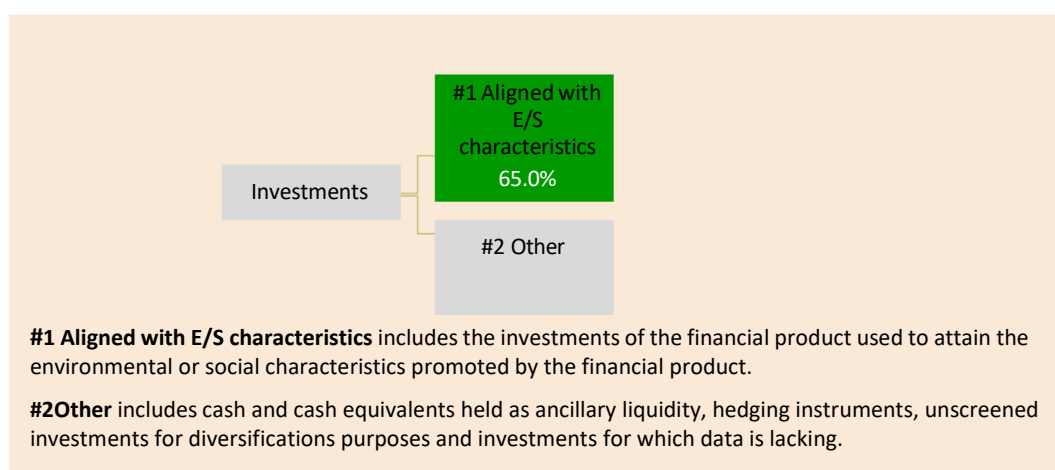 #1 Aligned with
E/S
characteristics
65.0%
Investments
#2 Other
#1 Aligned with E/S characteristics includes the investments of the financial product used to attain the
environmental or social characteristics promoted by the financial product.
#2Other includes cash and cash equivalents held as ancillary liquidity, hedging instruments, unscreened
investments for diversifications purposes and investments for which data is lacking.